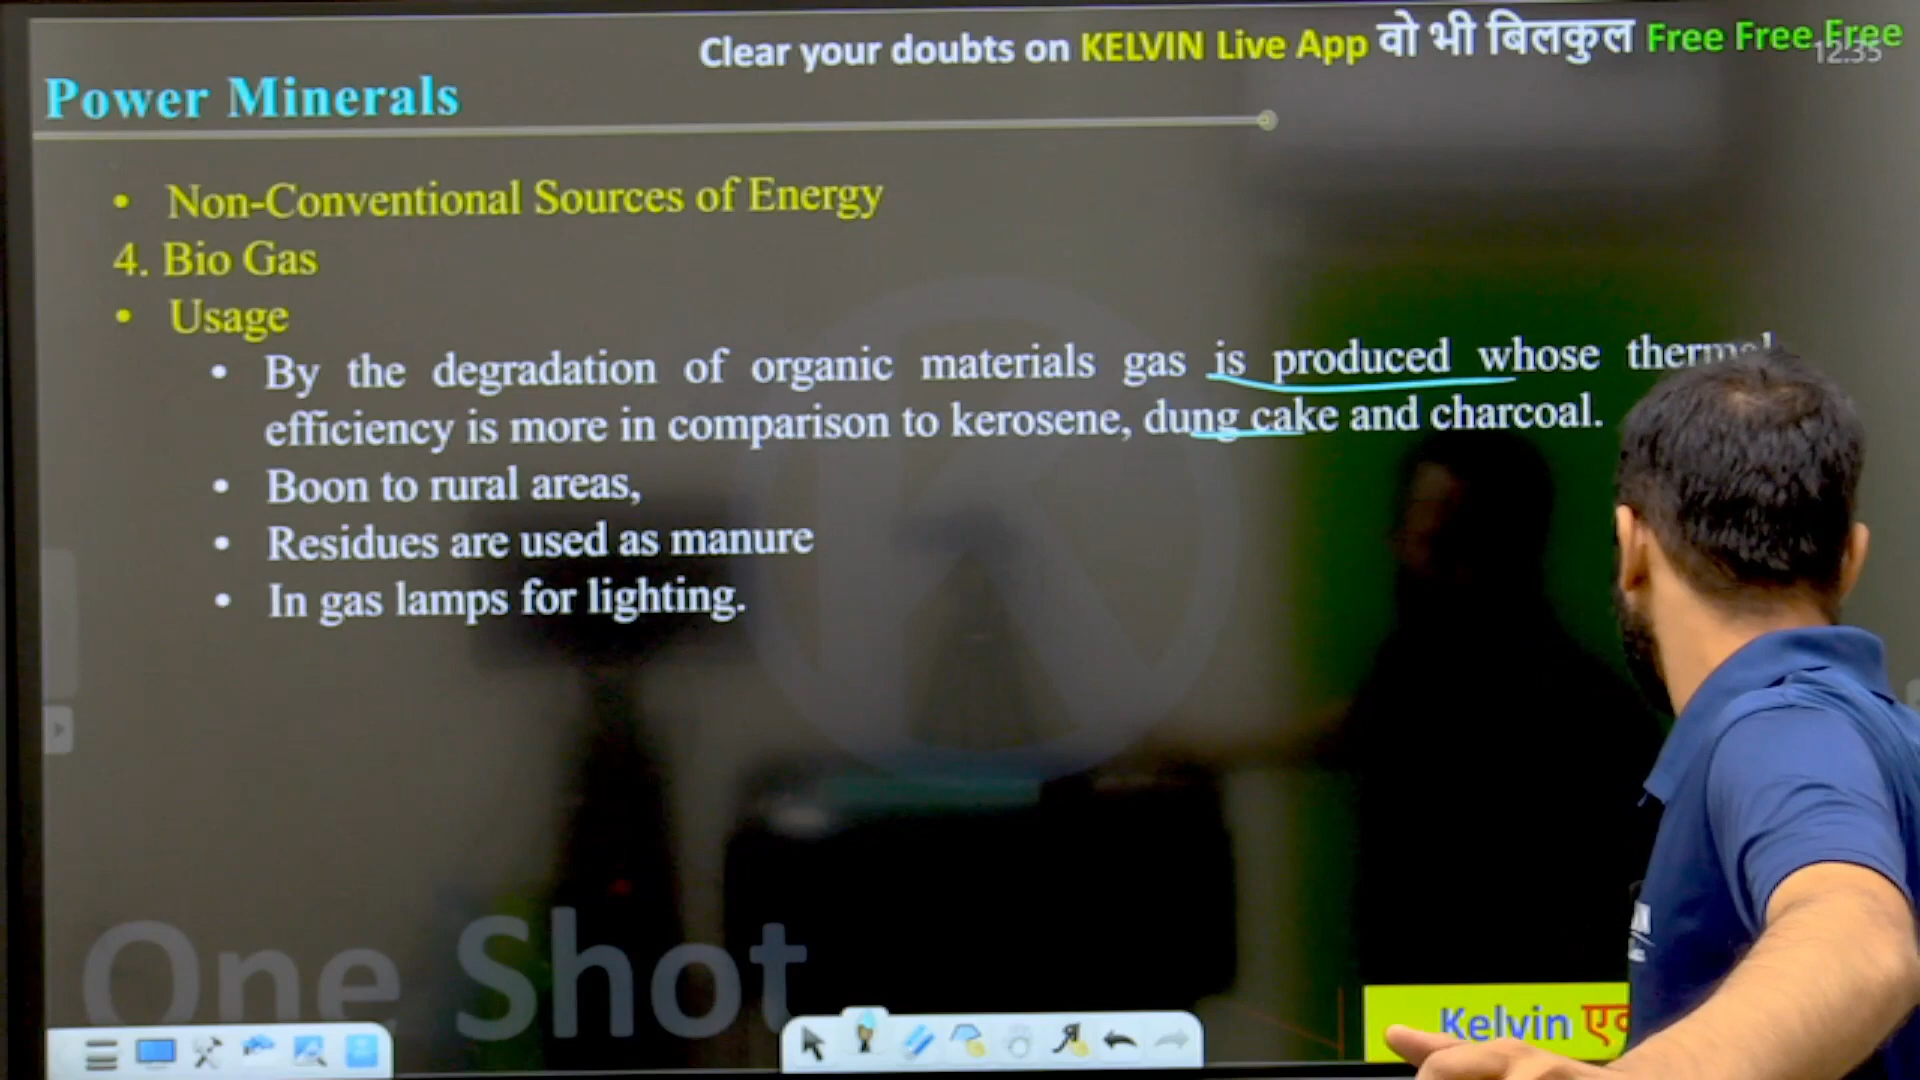 Clear your doubts on KELVIN Live App वो भी बिलकुल Free Free Free
12:35
Power Minerals
• Non-Conventional Sources of Energy
4. Bio Gas
• Usage
• By the degradation of organic materials gas is produced whose thermal
efficiency is more in comparison to kerosene, dung cake and charcoal.
• Boon to rural areas,
• Residues are used as manure
• In gas lamps for lighting.
One Shot
Kelvin